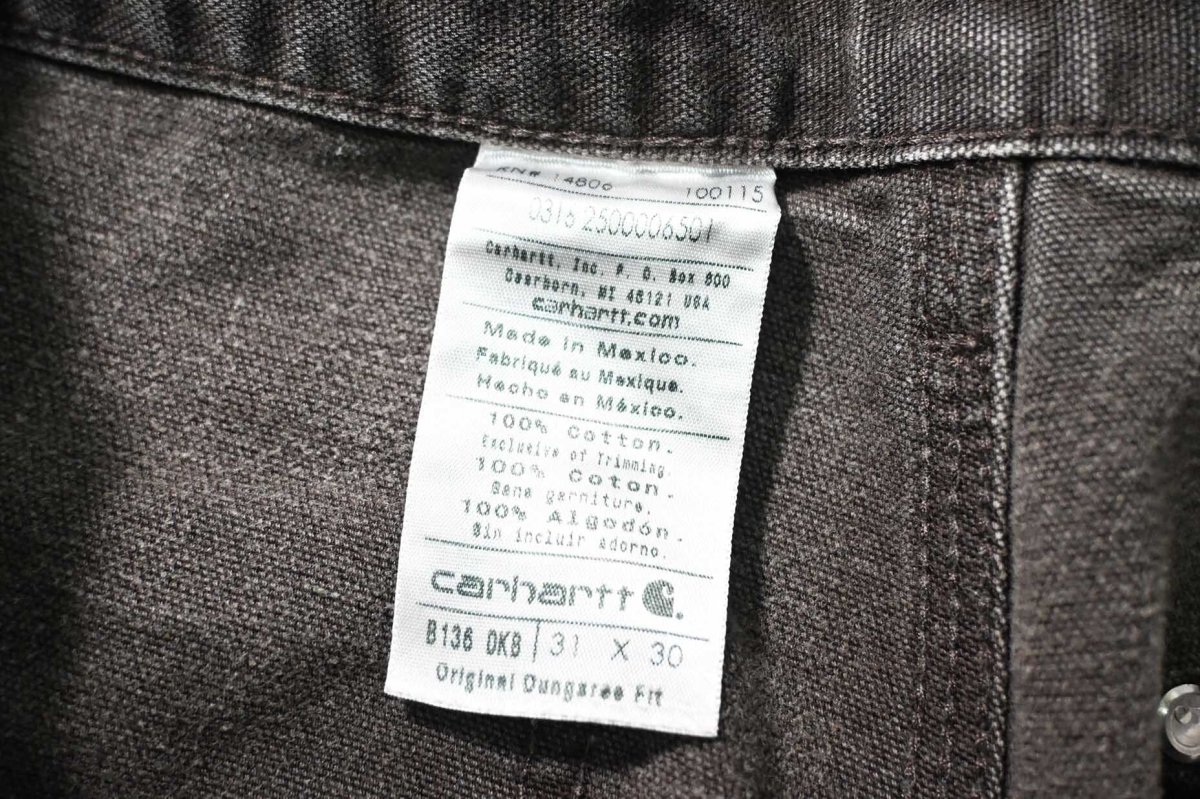 RN# 14806 100115
0316 2500006501
Carhartt, Inc. P. O. Box 600
Dearborn, MI 48121 USA
carhartt.com
Made in Mexico.
Fabriqué au Mexique.
Hecho en México.
100% Cotton.
Exclusive of Trimming.
100% Coton.
Sans garniture.
100% Algodón.
Sin incluir adorno.
carhartt
B136 DKB 31 X 30
Original Dungaree Fit